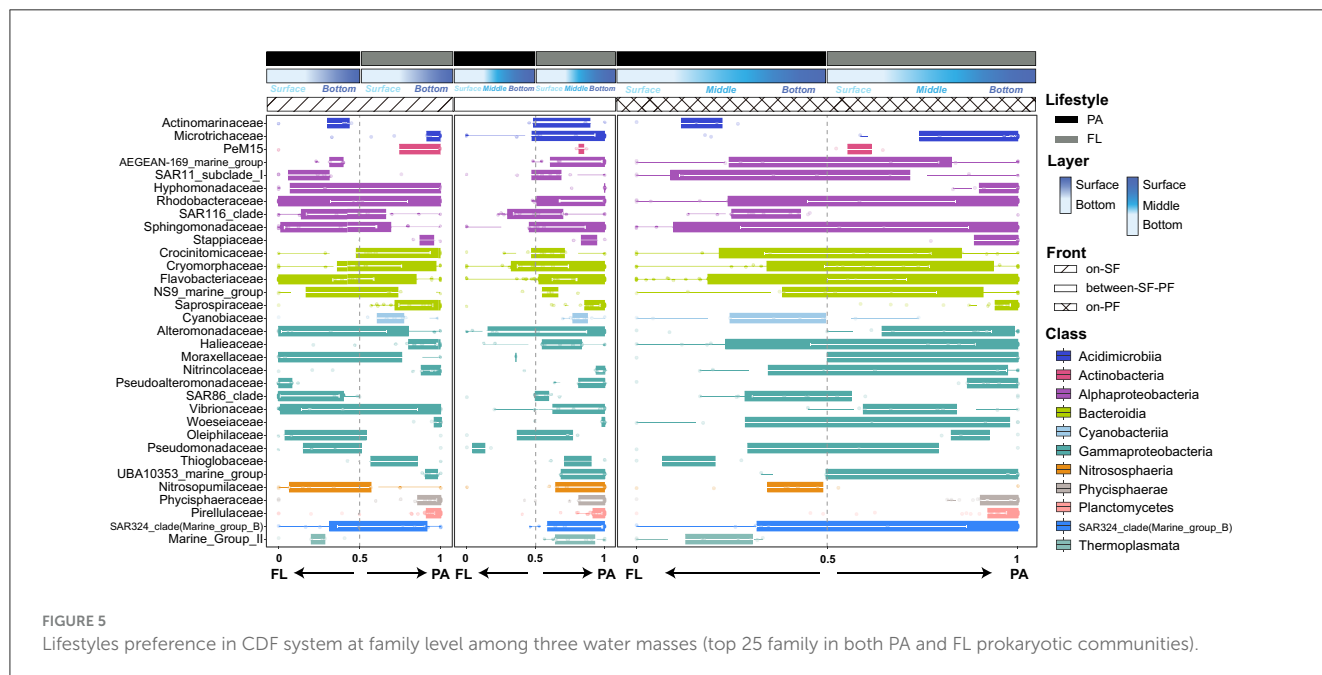 Surface Bottom Surface Bottom Surface Middle Bottom Surface Middle Bottom Surface Middle Bottom Surface Middle Bottom
Lifestyle
PA
FL
Layer
Surface
Bottom
Surface
Middle
Bottom
Front
on-SF
between-SF-PF
on-PF
Class
Acidimicrobiia
Actinobacteria
Alphaproteobacteria
Bacteroidia
Cyanobacteriia
Gammaproteobacteria
Nitrososphaeria
Phycisphaerae
Planctomycetes
SAR324_clade(Marine_group_B)
Thermoplasmata
Actinomarinaceae
Microtrichaceae
PeM15
AEGEAN-169_marine_group
SAR11_subclade_I
Hyphomonadaceae
Rhodobacteraceae
SAR116_clade
Sphingomonadaceae
Stappiaceae
Crocinitomicaceae
Cryomorphaceae
Flavobacteriaceae
NS9_marine_group
Saprospiraceae
Cyanobiaceae
Alteromonadaceae
Halieaceae
Moraxellaceae
Nitrincolaceae
Pseudoalteromonadaceae
SAR86_clade
Vibrionaceae
Woeseiaceae
Oleiphilaceae
Pseudomonadaceae
Thioglobaceae
UBA10353_marine_group
Nitrosopumilaceae
Phycisphaeraceae
Pirellulaceae
SAR324_clade(Marine_group_B)
Marine_Group_II
0 0.5 1 0 0.5 1 0 0.5 1
FL PA FL PA FL PA
FIGURE 5
Lifestyles preference in CDF system at family level among three water masses (top 25 family in both PA and FL prokaryotic communities).